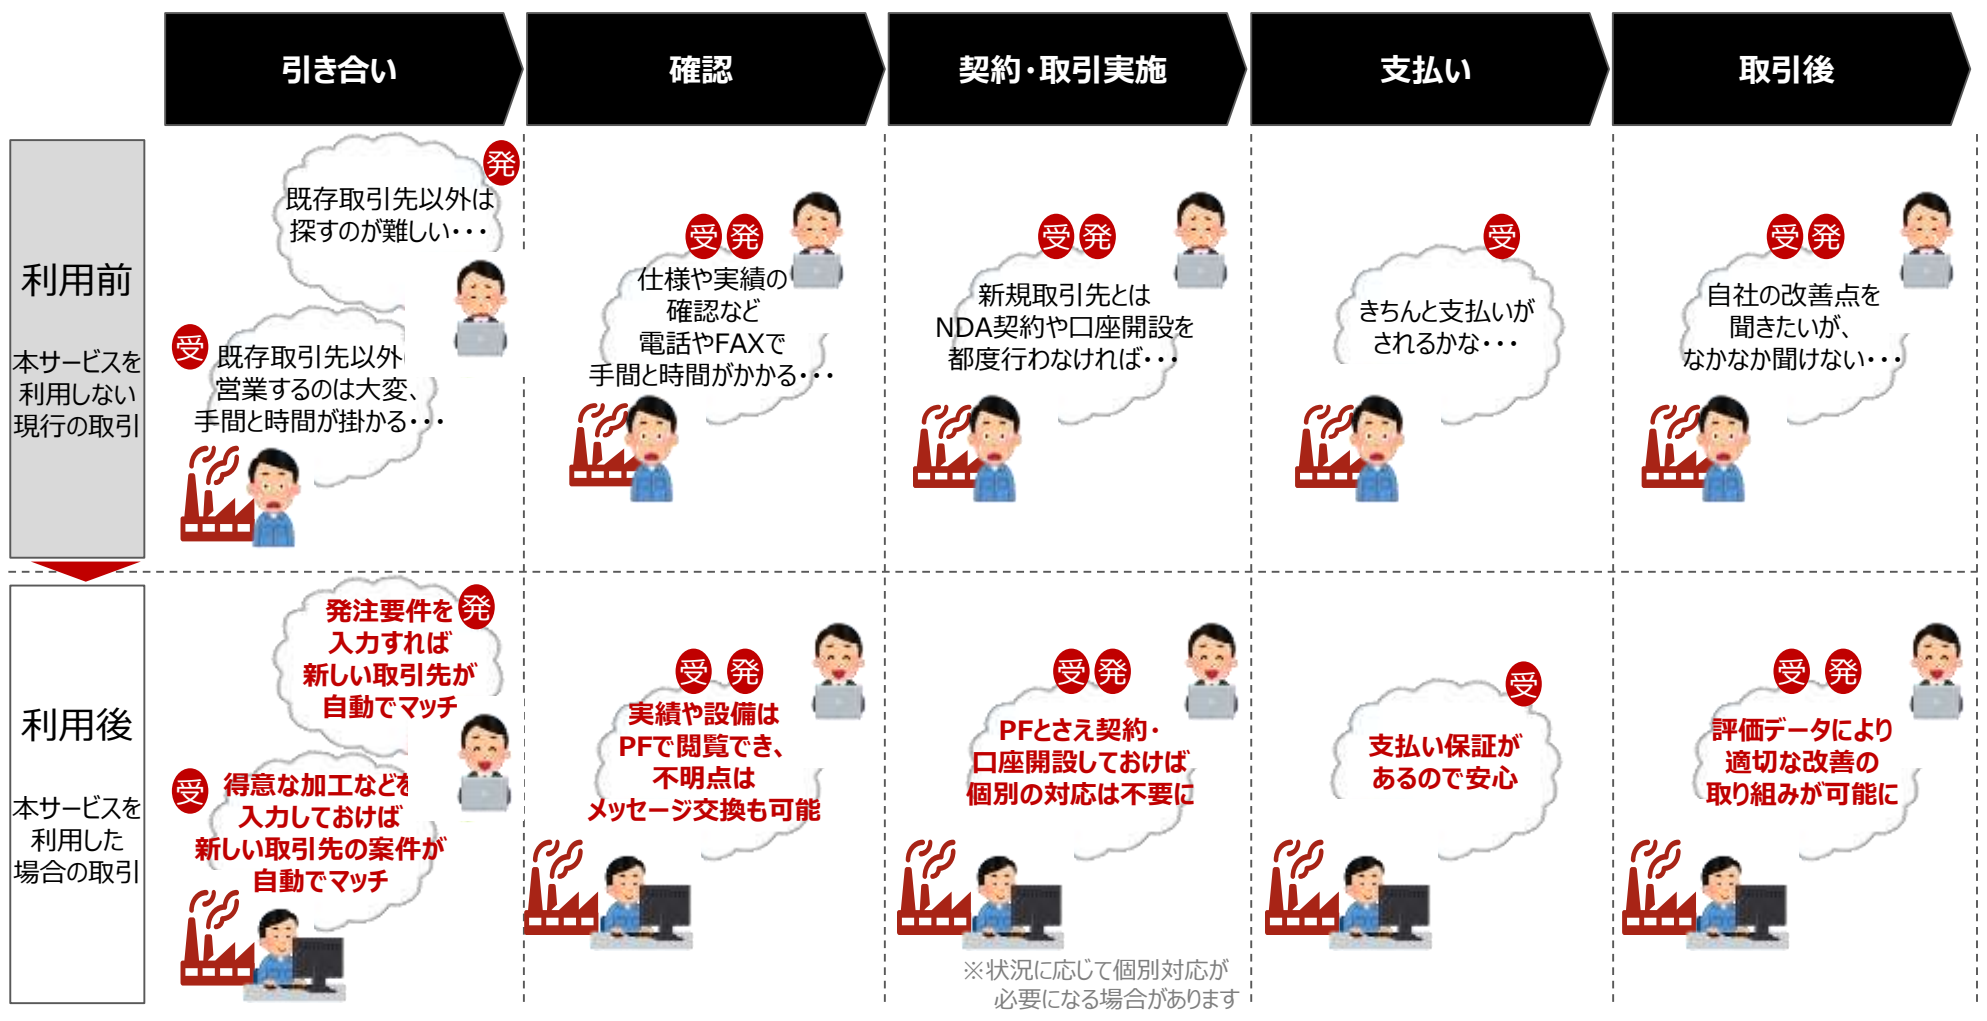 引き合い
確認
契約・取引実施
支払い
取引後
利用前
本サービスを
利用しない
現行の取引
発
既存取引先以外は
探すのが難しい・・・
受
既存取引先以外
営業するのは大変、
手間と時間が掛かる・・・
受
発
仕様や実績の
確認など
電話やFAXで
手間と時間がかかる・・・
受
発
新規取引先とは
NDA契約や口座開設を
都度行わなければ・・・
受
きちんと支払いが
されるかな・・・
受
発
自社の改善点を
聞きたいが、
なかなか聞けない・・・
利用後
本サービスを
利用した
場合の取引
発
発注要件を
入力すれば
新しい取引先が
自動でマッチ
受
得意な加工などを
入力しておけば
新しい取引先の案件が
自動でマッチ
受
発
実績や設備は
PFで閲覧でき、
不明点は
メッセージ交換も可能
受
発
PFとさえ契約・
口座開設しておけば
個別の対応は不要に
※状況に応じて個別対応が
必要になる場合があります
受
支払い保証が
あるので安心
受
発
評価データにより
適切な改善の
取り組みが可能に